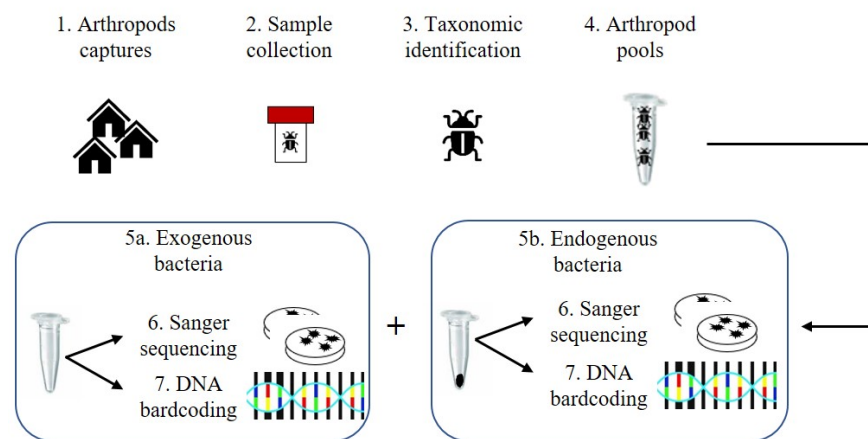 1. Arthropods
captures
2. Sample
collection
3. Taxonomic
identification
4. Arthropod
pools
5a. Exogenous
bacteria
6. Sanger
sequencing
7. DNA
bardcoding
+
5b. Endogenous
bacteria
6. Sanger
sequencing
7. DNA
bardcoding